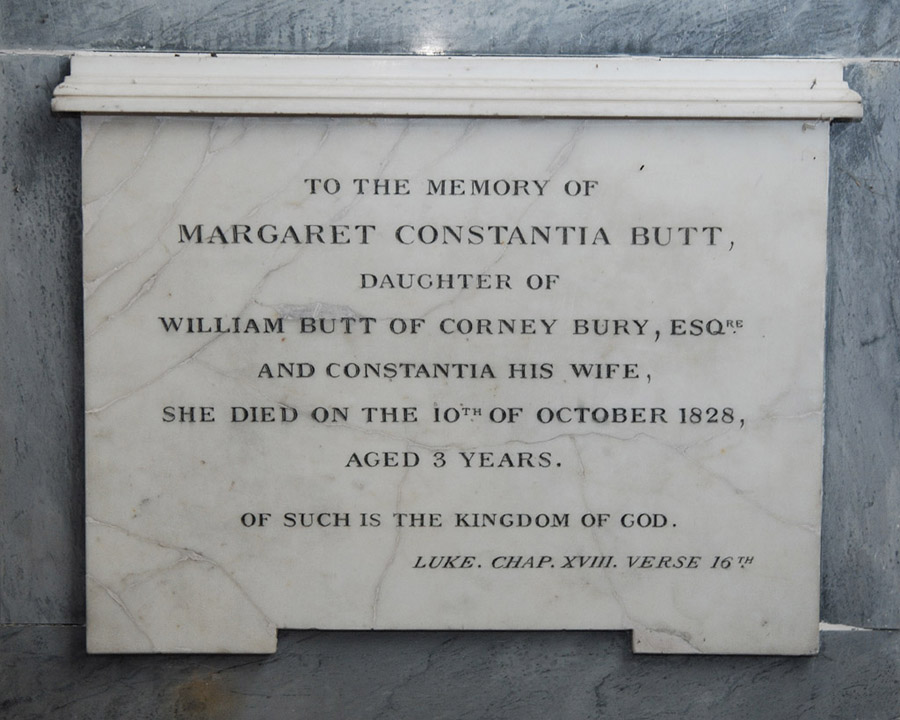 TO THE MEMORY OF
MARGARET CONSTANTIA BUTT,
DAUGHTER OF
WILLIAM BUTT OF CORNEY BURY, ESQRE
AND CONSTANTIA HIS WIFE,
SHE DIED ON THE 10TH OF OCTOBER 1828,
AGED 3 YEARS.
OF SUCH IS THE KINGDOM OF GOD.
LUKE. CHAP. XVIII. VERSE 16TH